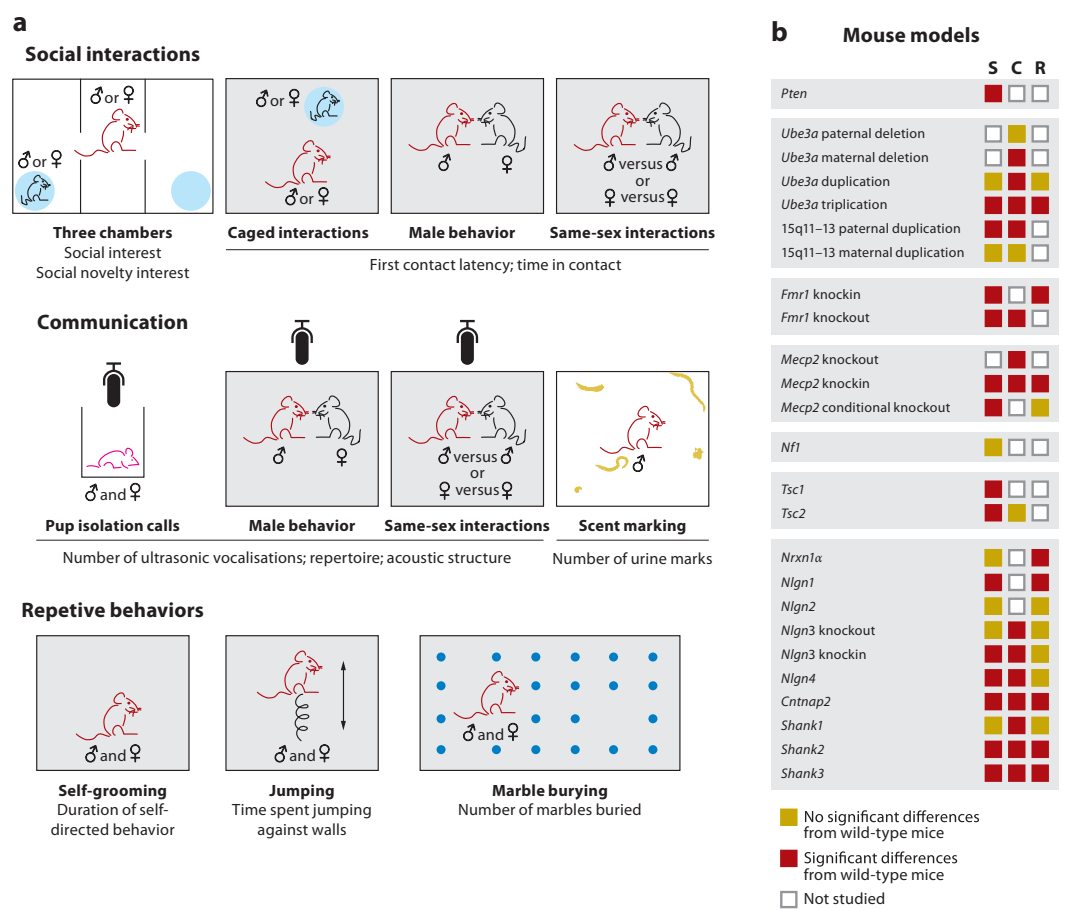 a
Social interactions
♂ or ♀
♂ or ♀
Three chambers
Social interest
Social novelty interest
♂ or ♀
♂ or ♀
Caged interactions
♂
♀
Male behavior
♂ versus ♂
or
♀ versus ♀
Same-sex interactions
First contact latency; time in contact
Communication
♂ and ♀
Pup isolation calls
♂
♀
Male behavior
♂ versus ♂
or
♀ versus ♀
Same-sex interactions
Number of ultrasonic vocalisations; repertoire; acoustic structure
♂
Scent marking
Number of urine marks
Repetive behaviors
♂ and ♀
Self-grooming
Duration of self-
directed behavior
♂ and ♀
Jumping
Time spent jumping
against walls
♂ and ♀
Marble burying
Number of marbles buried
b
Mouse models
S C R
Pten
Ube3a paternal deletion
Ube3a maternal deletion
Ube3a duplication
Ube3a triplication
15q11–13 paternal duplication
15q11–13 maternal duplication
Fmr1 knockin
Fmr1 knockout
Mecp2 knockout
Mecp2 knockin
Mecp2 conditional knockout
Nf1
Tsc1
Tsc2
Nrxn1α
Nlgn1
Nlgn2
Nlgn3 knockout
Nlgn3 knockin
Nlgn4
Cntnap2
Shank1
Shank2
Shank3
No significant differences
from wild-type mice
Significant differences
from wild-type mice
Not studied